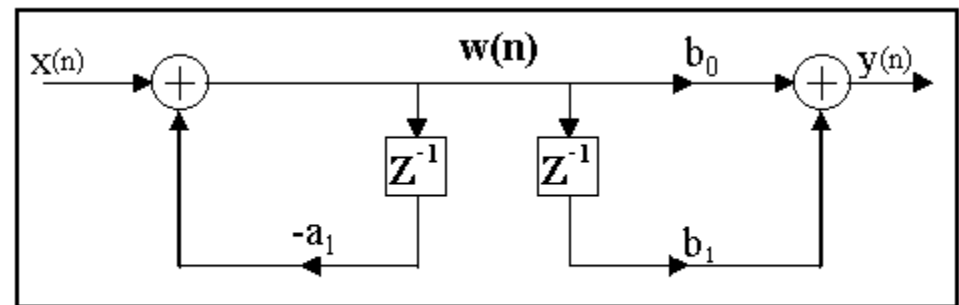 x(n) w(n) b₀ y(n)
Z⁻¹ Z⁻¹
-a₁ b₁